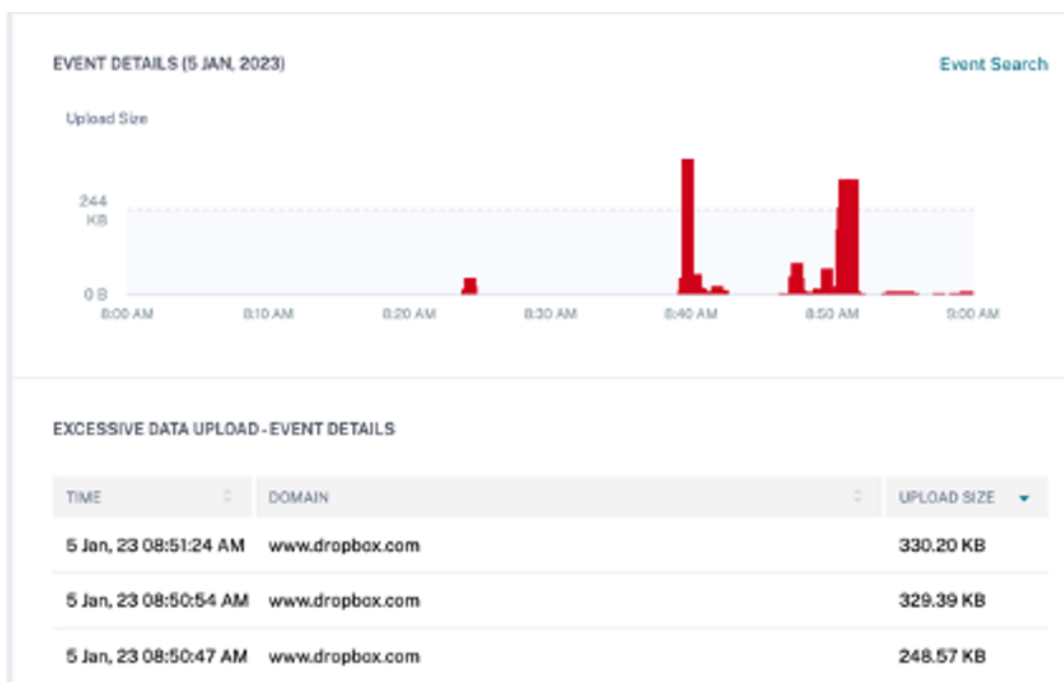 EVENT DETAILS (5 JAN, 2023)
Event Search
Upload Size
244
KB
0 B
8:00 AM 8:10 AM 8:20 AM 8:30 AM 8:40 AM 8:50 AM 9:00 AM
EXCESSIVE DATA UPLOAD - EVENT DETAILS
TIME DOMAIN UPLOAD SIZE
5 Jan, 23 08:51:24 AM www.dropbox.com 330.20 KB
5 Jan, 23 08:50:54 AM www.dropbox.com 329.39 KB
5 Jan, 23 08:50:47 AM www.dropbox.com 248.57 KB